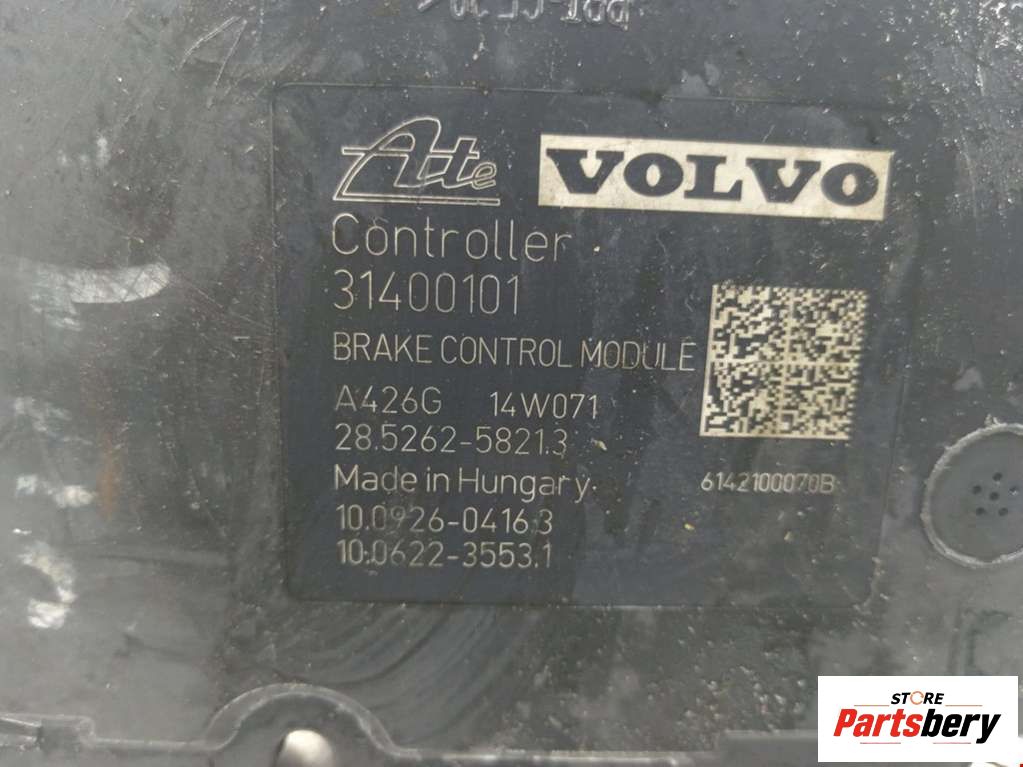 Ate VOLVO
Controller
31400101
BRAKE CONTROL MODULE
A426G 14W071
28.5262-5821.3
Made in Hungary
6142100070B
10.0926-0416.3
10.0622-3553.1
STORE
Partsbery